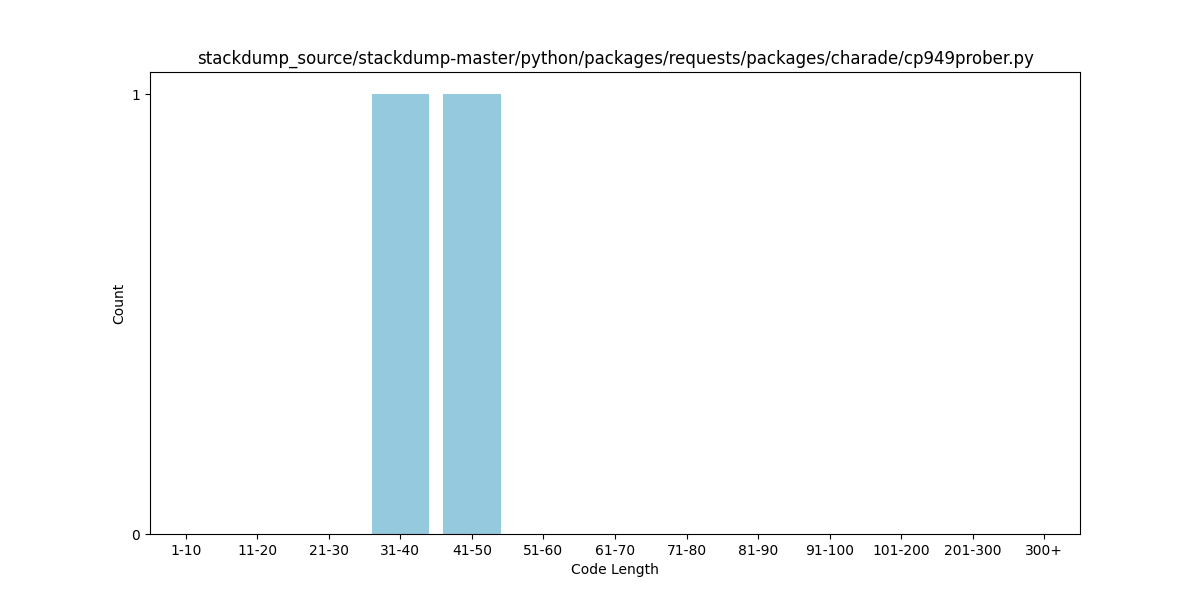 stackdump_source/stackdump-master/python/packages/requests/packages/charade/cp949prober.py
1
Count
0
1-10 11-20 21-30 31-40 41-50 51-60 61-70 71-80 81-90 91-100 101-200 201-300 300+
Code Length